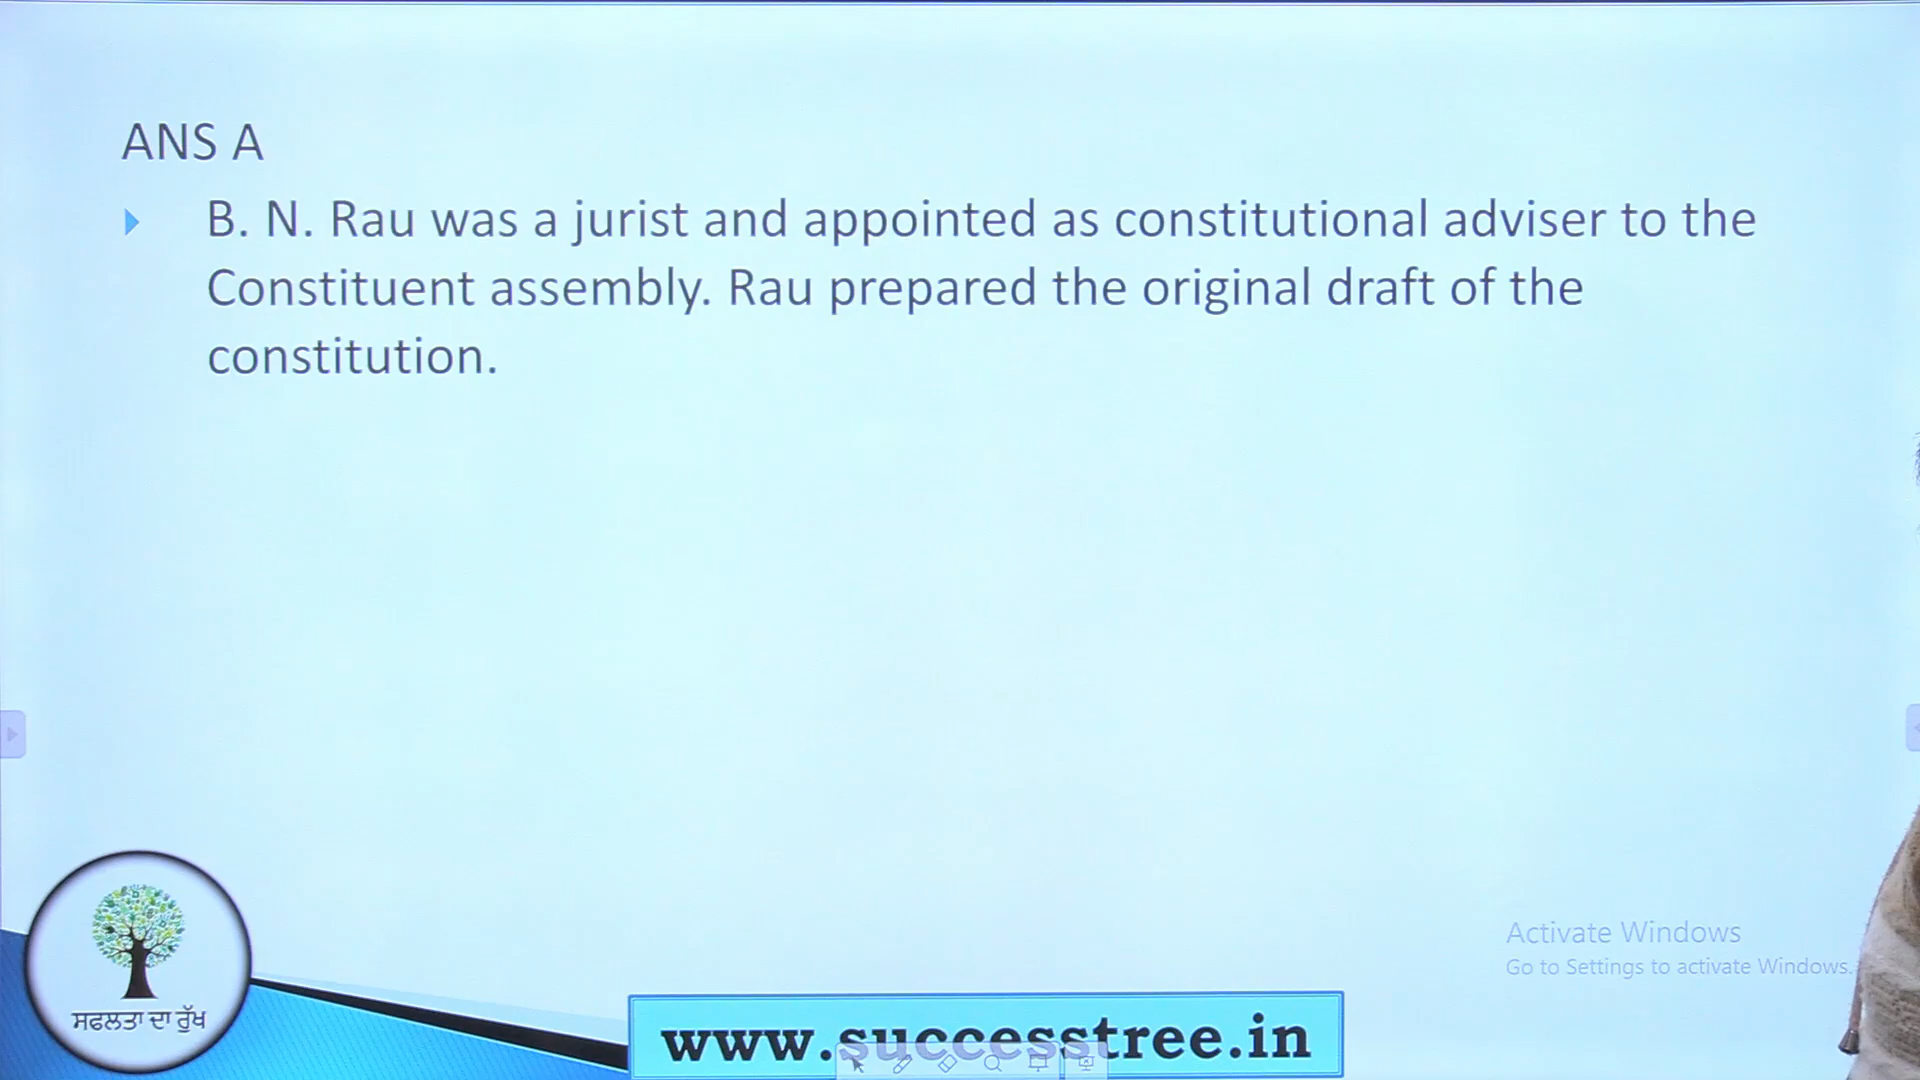 ANS A
B. N. Rau was a jurist and appointed as constitutional adviser to the
Constituent assembly. Rau prepared the original draft of the
constitution.
Activate Windows
Go to Settings to activate Windows.
ਸਫਲਤਾ ਦਾ ਰੁੱਖ
www.successtree.in